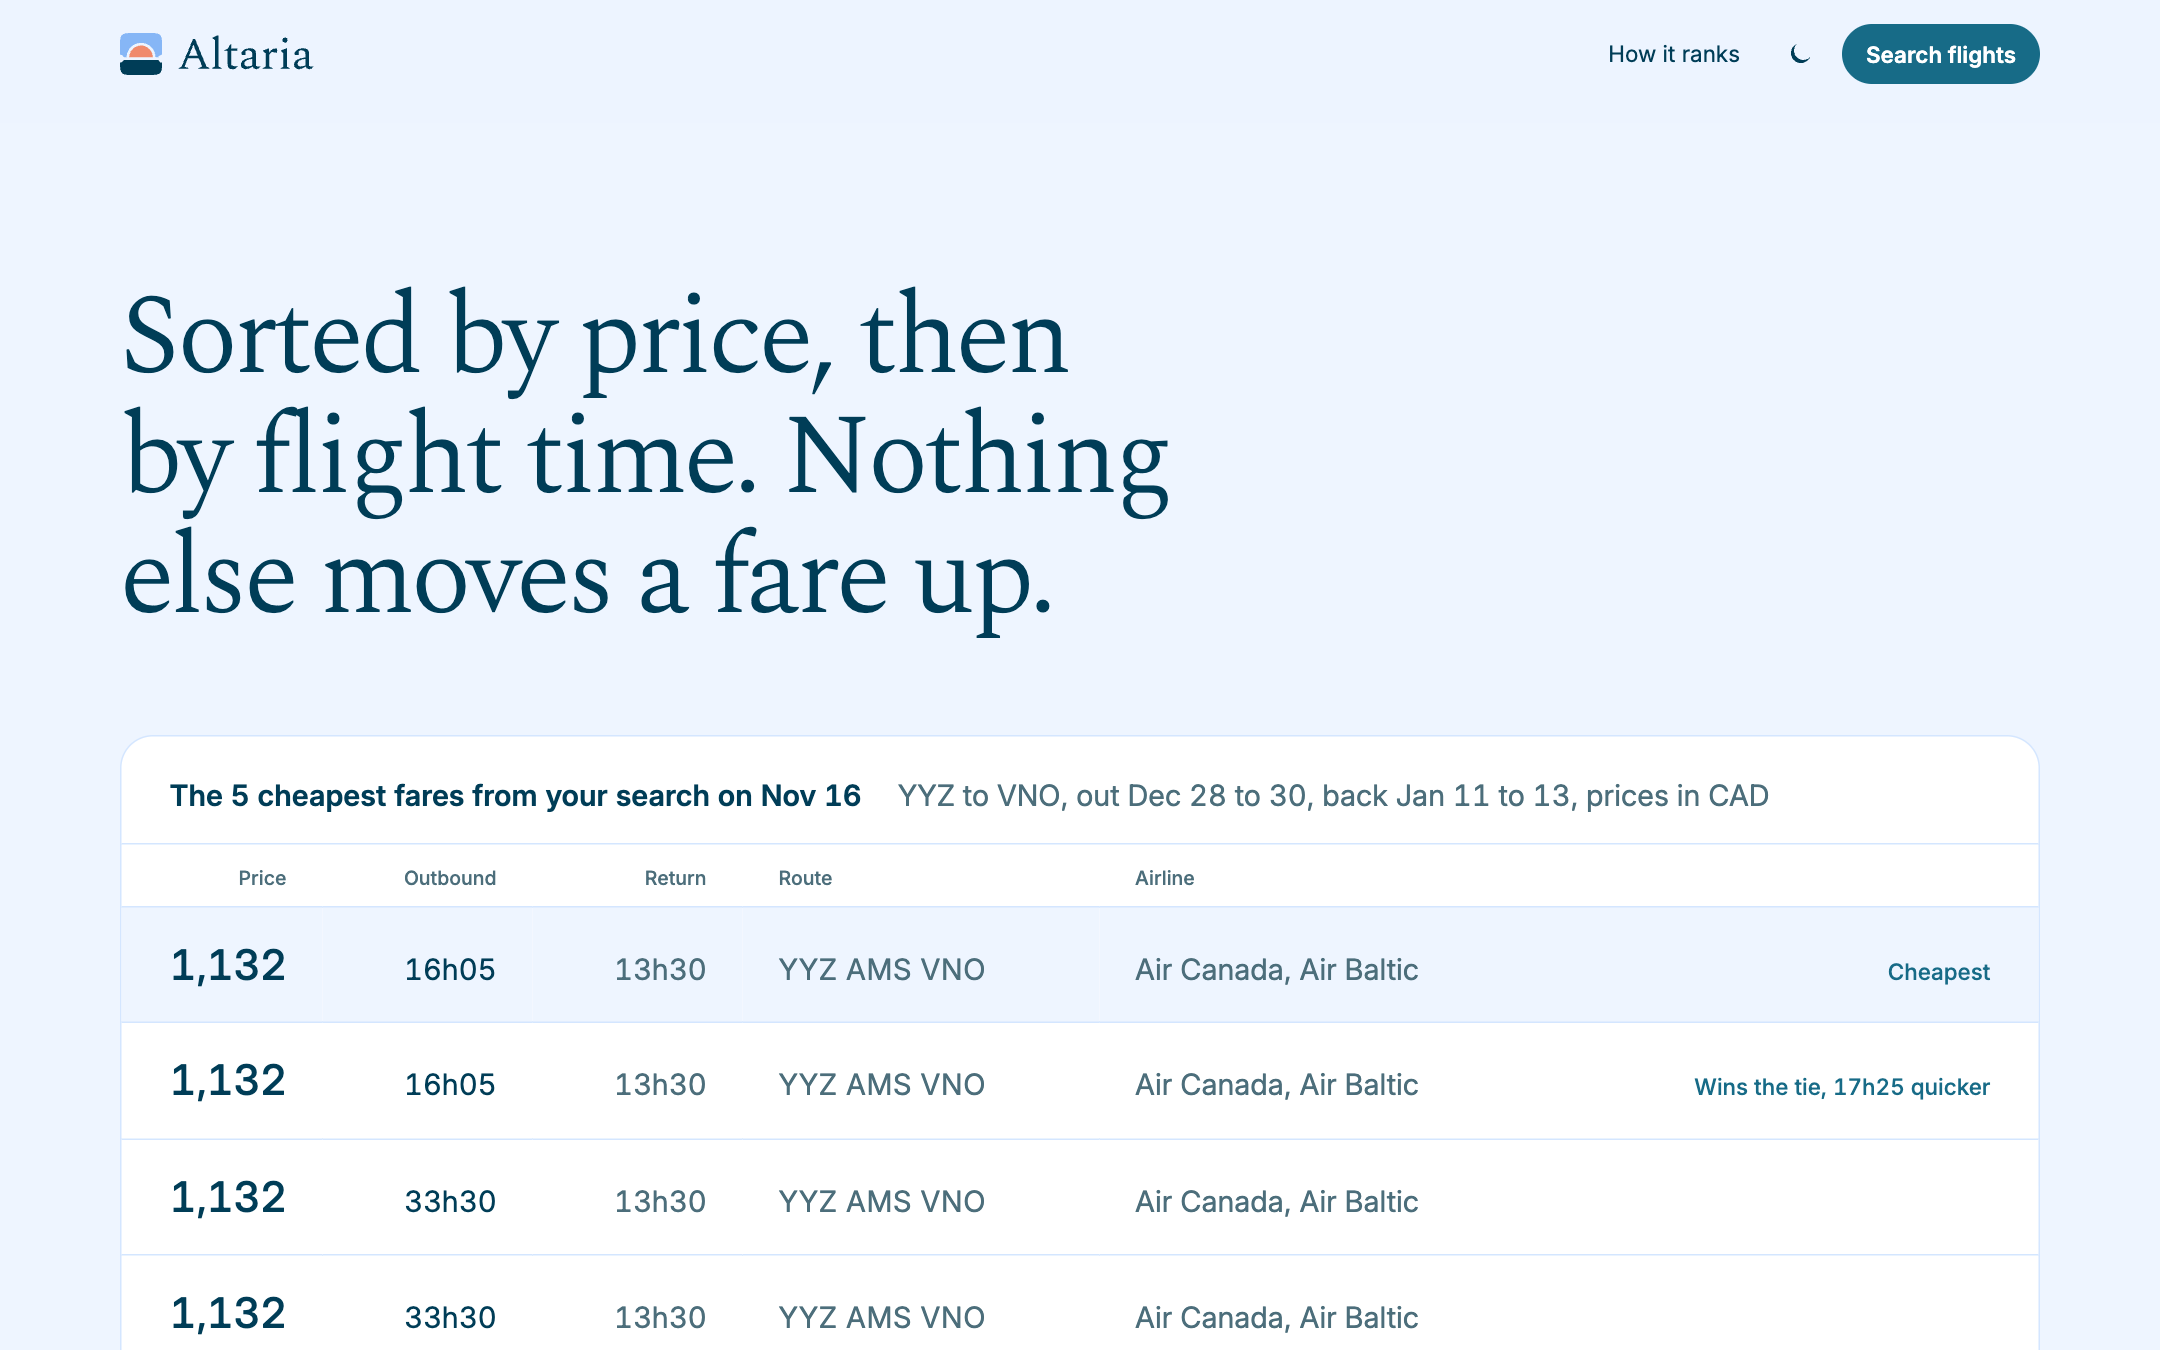 Altaria
How it ranks
Search flights
Sorted by price, then
by flight time. Nothing
else moves a fare up.
The 5 cheapest fares from your search on Nov 16 YYZ to VNO, out Dec 28 to 30, back Jan 11 to 13, prices in CAD
Price Outbound Return Route Airline
1,132 16h05 13h30 YYZ AMS VNO Air Canada, Air Baltic Cheapest
1,132 16h05 13h30 YYZ AMS VNO Air Canada, Air Baltic Wins the tie, 17h25 quicker
1,132 33h30 13h30 YYZ AMS VNO Air Canada, Air Baltic
1,132 33h30 13h30 YYZ AMS VNO Air Canada, Air Baltic